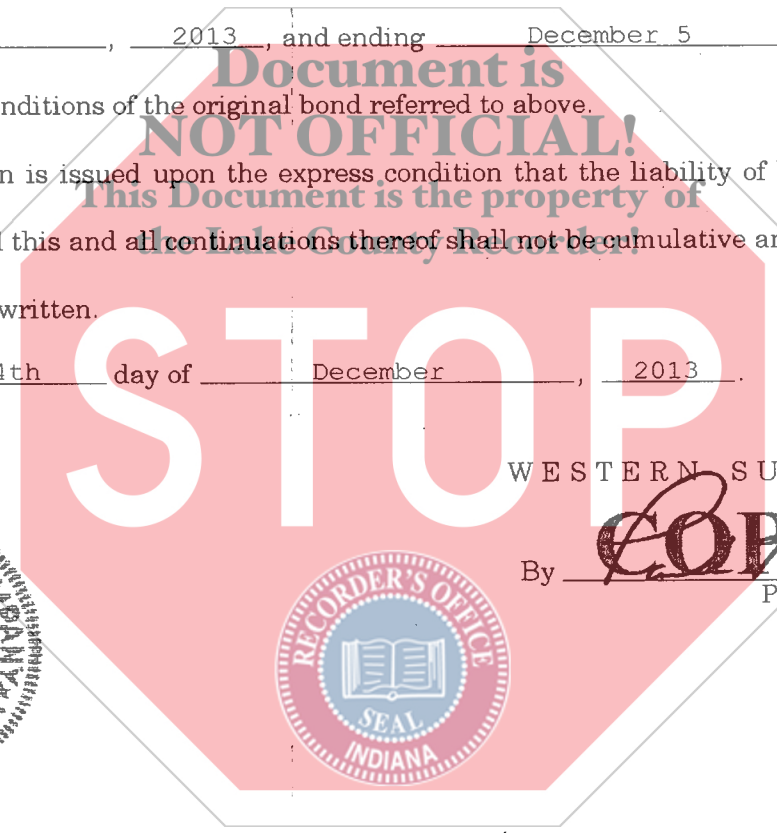 , 2013, and ending December 5
Document is
nditions of the original bond referred to above.
NOT OFFICIAL!
n is issued upon the express condition that the liability of
This Document is the property of
this and all continuations thereof shall not be cumulative
the Lake County Recorder!
written.
4th day of December, 2013.
STOP
WESTERN SU
COP
By
P
RECORDER'S OFFICE
SEAL
INDIANA